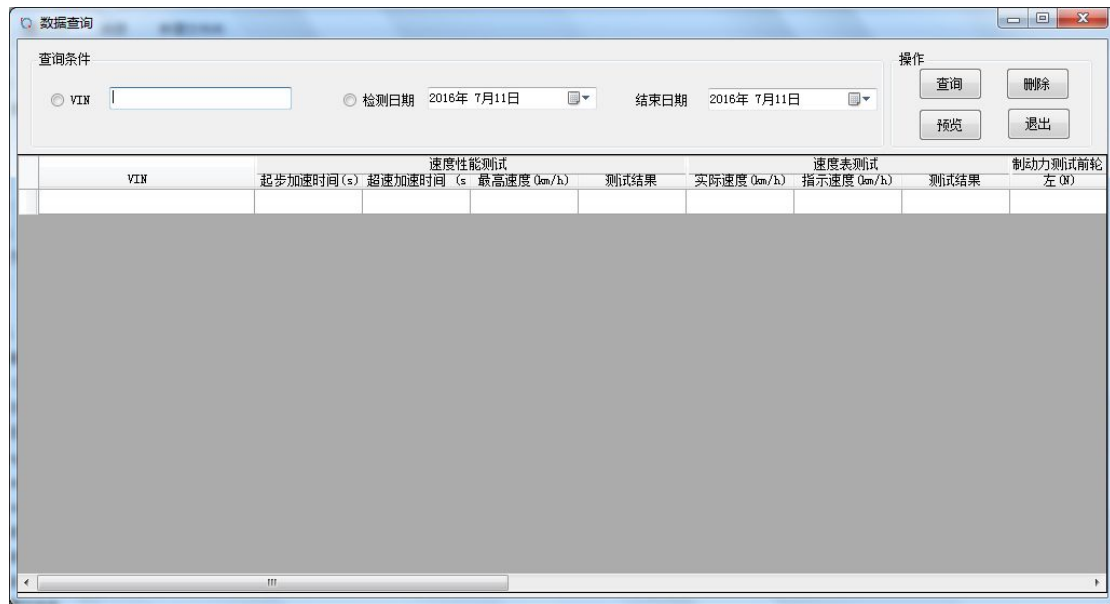 数据查询
查询条件
操作
VIN
检测日期 2016年 7月11日
结束日期 2016年 7月11日
查询 删除
预览 退出
速度性能测试 速度表测试 制动力测试前轮
VIN 起步加速时间(s) 超速加速时间 (s 最高速度(km/h) 测试结果 实际速度(km/h) 指示速度(km/h) 测试结果 左(N)